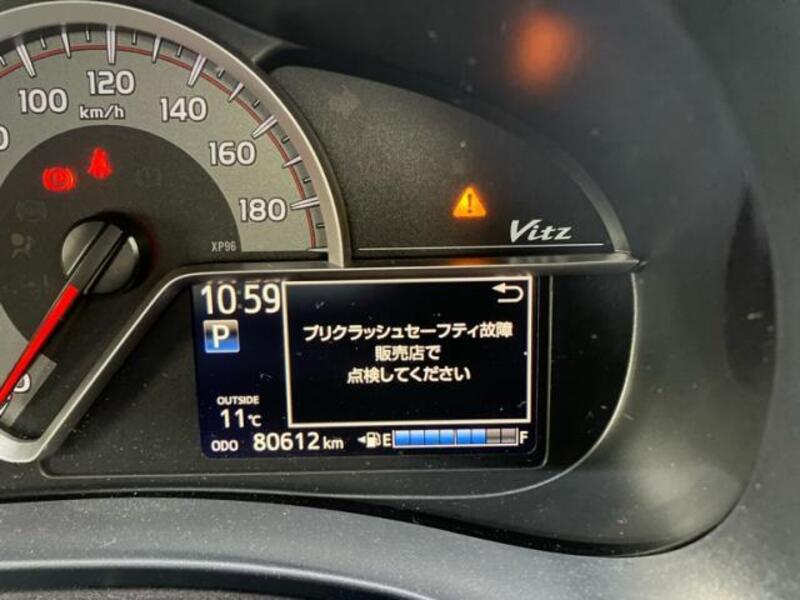 100
120
km/h
140
160
180
XP96
Vitz
10:59
P
プリクラッシュセーフティ故障
販売店で
点検してください
OUTSIDE
11℃
ODO 80612 km
E F